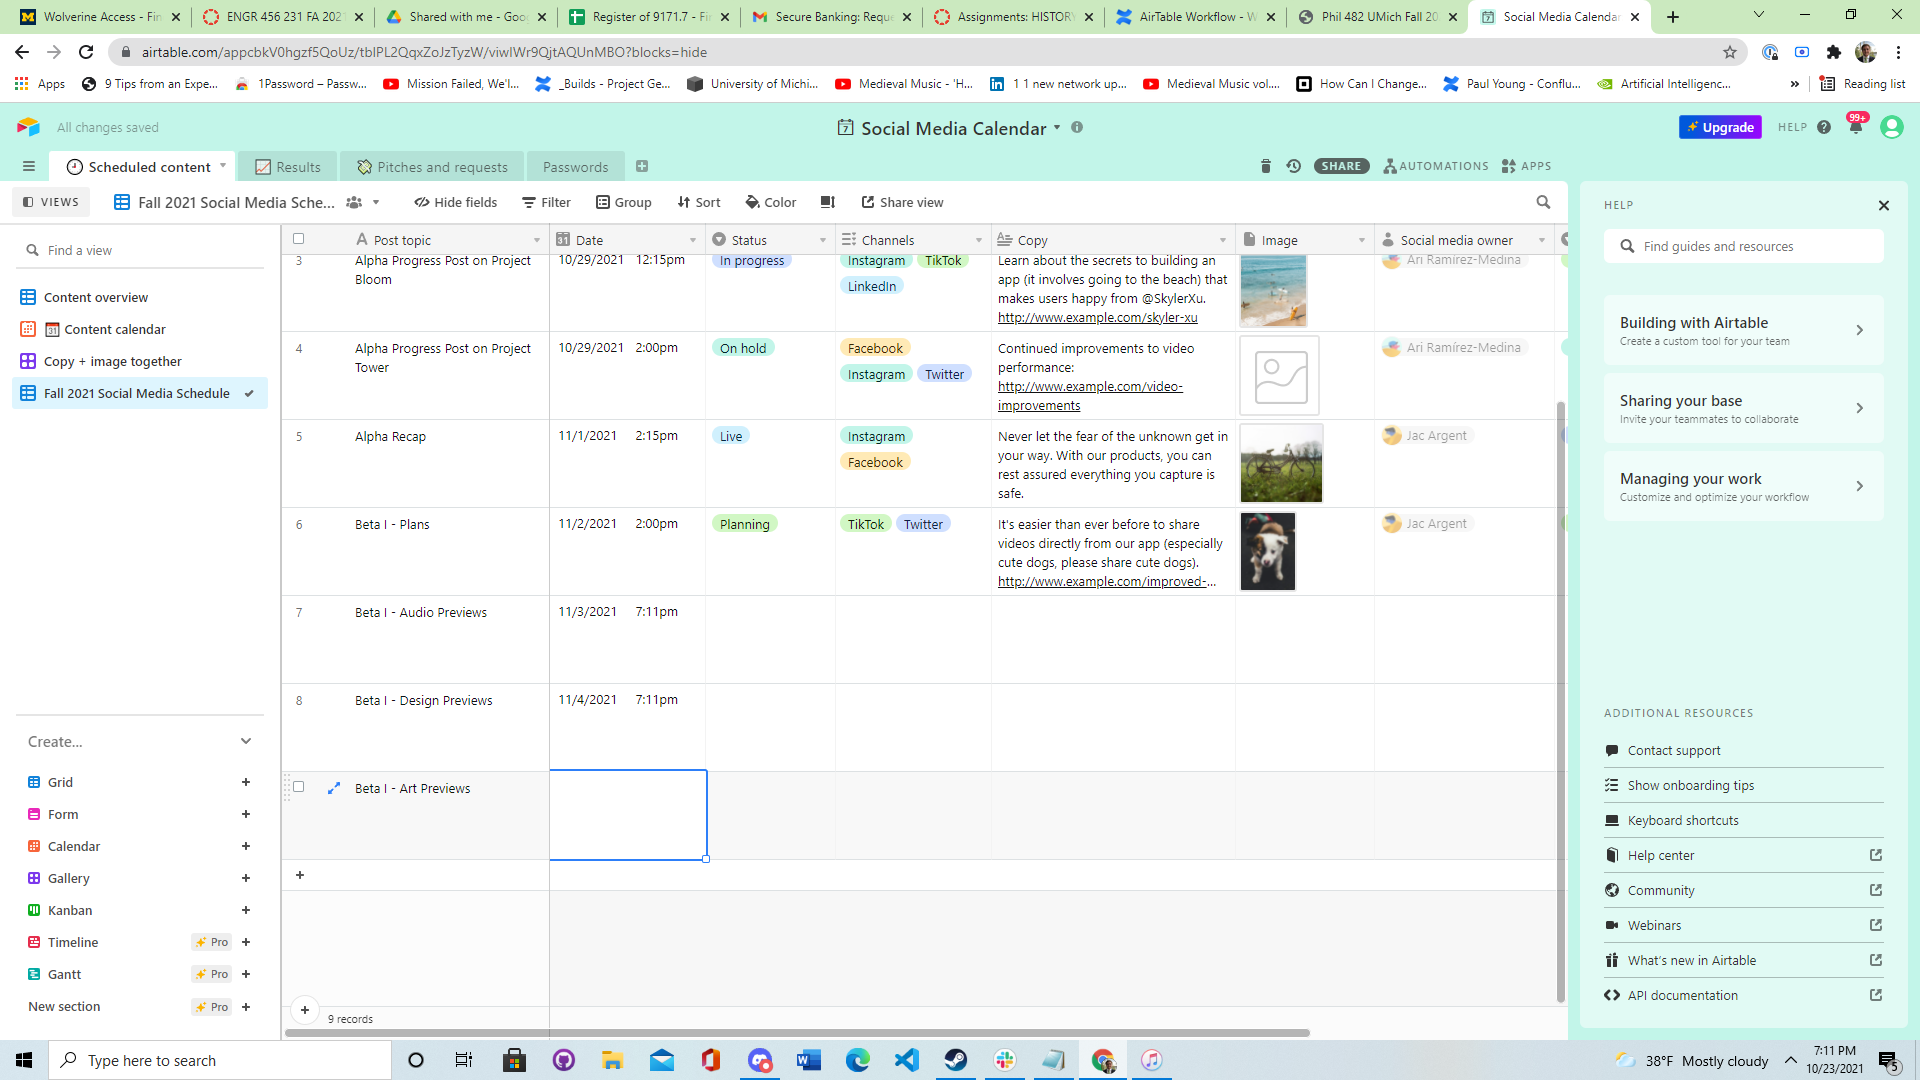 Wolverine Access - Fin
ENGR 456 231 FA 2021
Shared with me - Goo
Register of 9171.7 - Fi
Secure Banking: Reque
Assignments: HISTORY
AirTable Workflow - W
Phil 482 UMich Fall 20
Social Media Calendar
airtable.com/appcbkV0hgzf5QoUz/tblPL2QqxZoJzTyzW/viwIWr9QjtAQUnMBO?blocks=hide
Apps
9 Tips from an Expe...
1Password – Passw...
Mission Failed, We'l...
_Builds - Project Ge...
University of Michi...
Medieval Music - 'H...
1 1 new network up...
Medieval Music vol....
How Can I Change...
Paul Young - Conflu...
Artificial Intelligenc...
Reading list
All changes saved
Social Media Calendar
Upgrade
HELP
99+
Scheduled content
Results
Pitches and requests
Passwords
SHARE
AUTOMATIONS
APPS
VIEWS
Fall 2021 Social Media Sche...
Hide fields
Filter
Group
Sort
Color
Share view
Find a view
Content overview
Content calendar
Copy + image together
Fall 2021 Social Media Schedule
Create...
Grid
Form
Calendar
Gallery
Kanban
Timeline Pro
Gantt Pro
New section Pro
Post topic
Date
Status
Channels
Copy
Image
Social media owner
3
Alpha Progress Post on Project
Bloom
10/29/2021 12:15pm
In progress
Instagram TikTok
LinkedIn
Learn about the secrets to building an
app (it involves going to the beach) that
makes users happy from @SkylerXu.
http://www.example.com/skyler-xu
Ari Ramírez-Medina
4
Alpha Progress Post on Project
Tower
10/29/2021 2:00pm
On hold
Facebook
Instagram Twitter
Continued improvements to video
performance:
http://www.example.com/video-
improvements
Ari Ramírez-Medina
5
Alpha Recap
11/1/2021 2:15pm
Live
Instagram
Facebook
Never let the fear of the unknown get in
your way. With our products, you can
rest assured everything you capture is
safe.
Jac Argent
6
Beta I - Plans
11/2/2021 2:00pm
Planning
TikTok Twitter
It's easier than ever before to share
videos directly from our app (especially
cute dogs, please share cute dogs).
http://www.example.com/improved-...
Jac Argent
7
Beta I - Audio Previews
11/3/2021 7:11pm
8
Beta I - Design Previews
11/4/2021 7:11pm
Beta I - Art Previews
9 records
HELP
Find guides and resources
Building with Airtable
Create a custom tool for your team
Sharing your base
Invite your teammates to collaborate
Managing your work
Customize and optimize your workflow
ADDITIONAL RESOURCES
Contact support
Show onboarding tips
Keyboard shortcuts
Help center
Community
Webinars
What's new in Airtable
API documentation
Type here to search
38°F Mostly cloudy
7:11 PM
10/23/2021
5